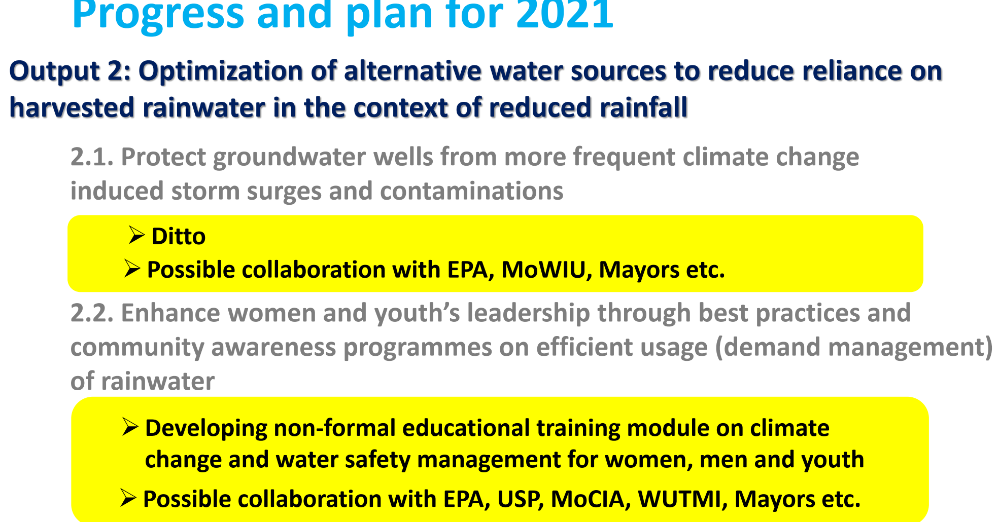 Progress and plan for 2021
Output 2: Optimization of alternative water sources to reduce reliance on
harvested rainwater in the context of reduced rainfall
2.1. Protect groundwater wells from more frequent climate change
induced storm surges and contaminations
➢ Ditto
➢ Possible collaboration with EPA, MoWIU, Mayors etc.
2.2. Enhance women and youth’s leadership through best practices and
community awareness programmes on efficient usage (demand management)
of rainwater
➢ Developing non-formal educational training module on climate
change and water safety management for women, men and youth
➢ Possible collaboration with EPA, USP, MoCIA, WUTMI, Mayors etc.